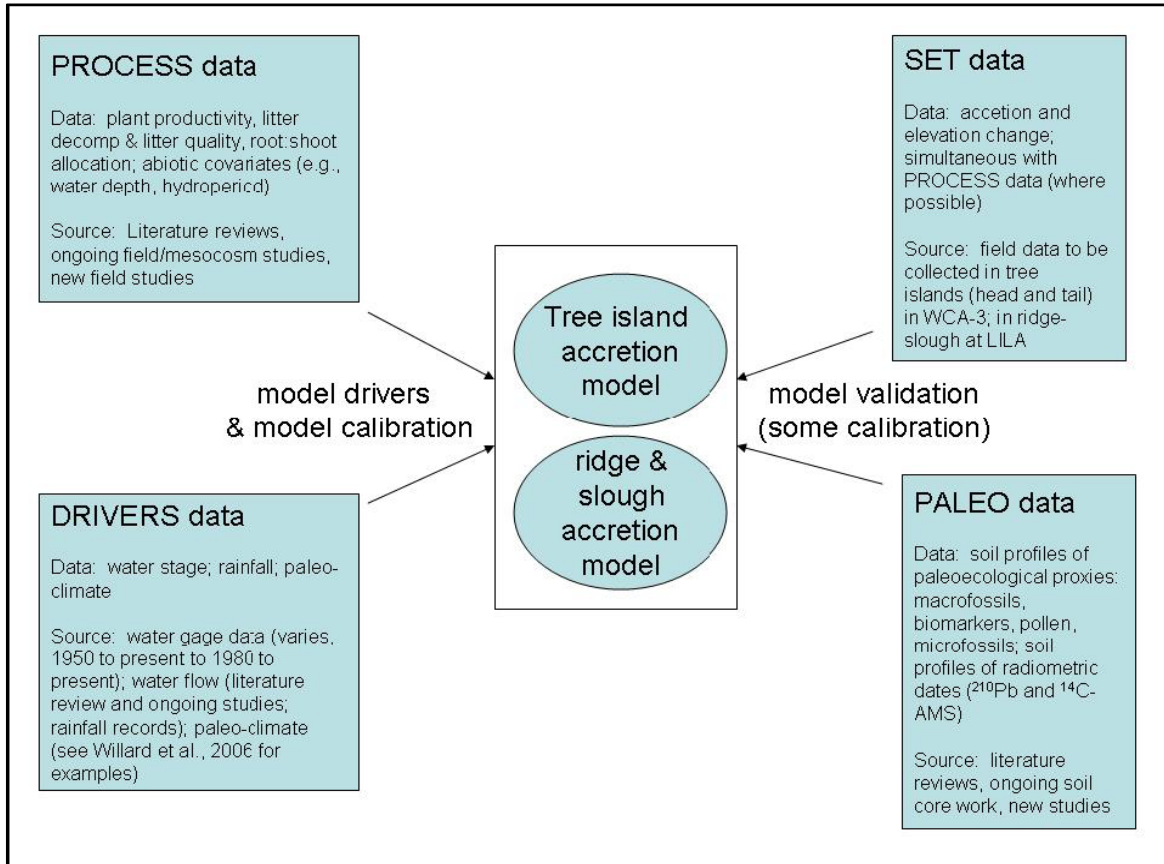 PROCESS data
Data: plant productivity, litter
decomp & litter quality, root:shoot
allocation; abiotic covariates (e.g.,
water depth, hydropericd)
Source: Literature reviews,
ongoing field/mesocosm studies,
new field studies
SET data
Data: accetion and
elevation change;
simultaneous with
PROCESS data (where
possible)
Source: field data to be
collected in tree
islands (head and tail)
in WCA-3; in ridge-
slough at LILA
Tree island
accretion
model
model drivers
& model calibration
model validation
(some calibration)
ridge &
slough
accretion
model
DRIVERS data
Data: water stage; rainfall; paleo-
climate
Source: water gage data (varies,
1950 to present to 1980 to
present); water flow (literature
review and ongoing studies;
rainfall records); paleo-climate
(see Willard et al., 2006 for
examples)
PALEO data
Data: soil profiles of
paleoecological proxies:
macrofossils,
biomarkers, pollen,
microfossils; soil
profiles of radiometric
dates (²¹⁰Pb and ¹⁴C-
AMS)
Source: literature
reviews, ongoing soil
core work, new studies